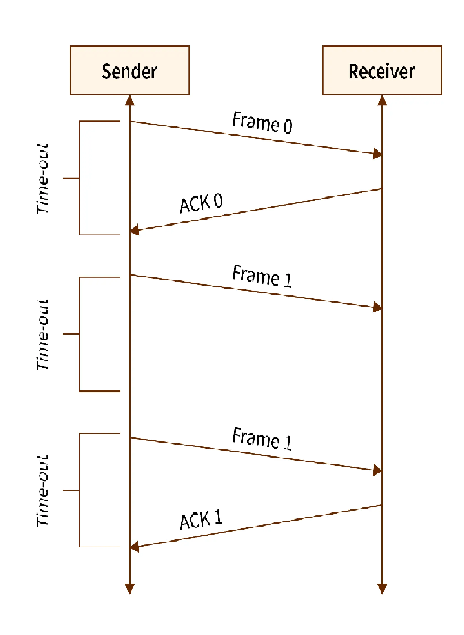 Sender
Receiver
Time-out
Frame 0
ACK 0
Time-out
Frame 1
Time-out
Frame 1
ACK 1